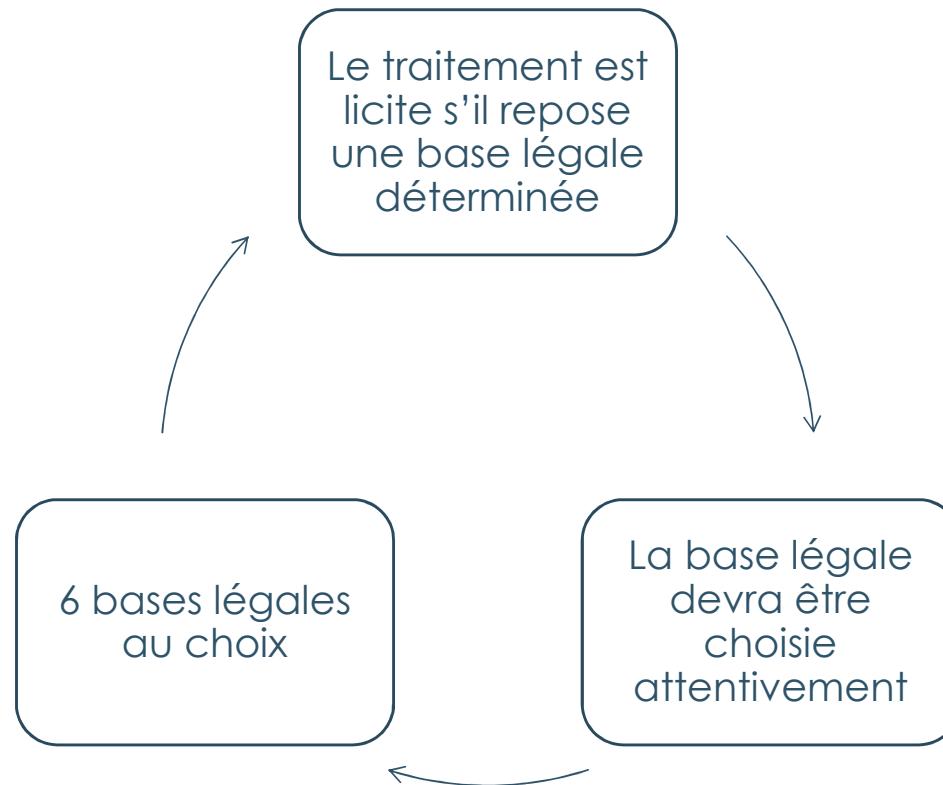 Le traitement est
licite s’il repose
une base légale
déterminée
La base légale
devra être
choisie
attentivement
6 bases légales
au choix